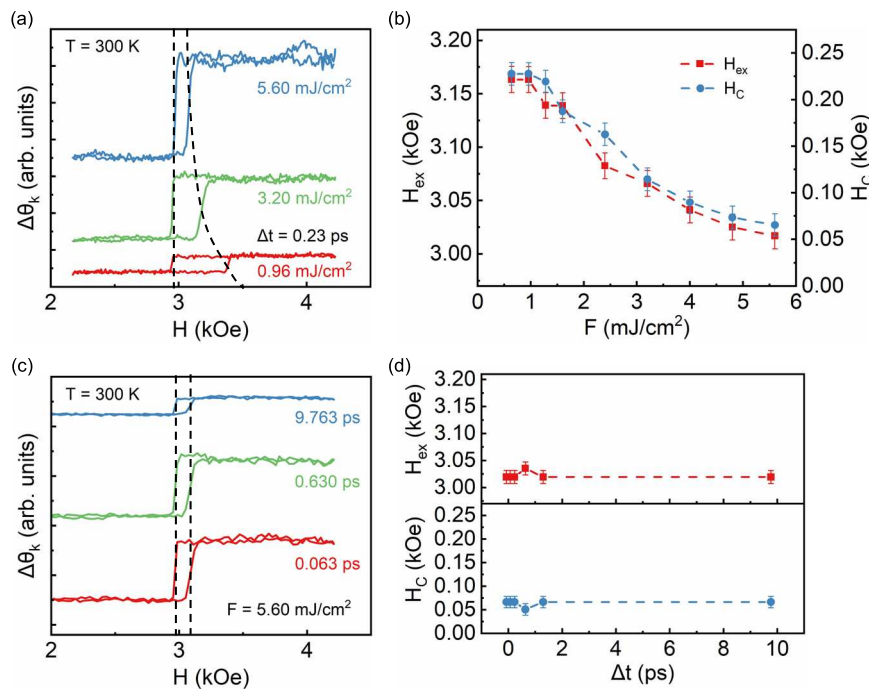 (a)
T = 300 K
5.60 mJ/cm²
3.20 mJ/cm²
Δt = 0.23 ps
0.96 mJ/cm²
Δθk (arb. units)
2 3 4
H (kOe)
(b)
3.20
3.15
3.10
3.05
3.00
Hex (kOe)
Hex
HC
0.25
0.20
0.15
0.10
0.05
0.00
HC (kOe)
0 1 2 3 4 5 6
F (mJ/cm²)
(c)
T = 300 K
9.763 ps
0.630 ps
0.063 ps
F = 5.60 mJ/cm²
Δθk (arb. units)
2 3 4
H (kOe)
(d)
3.20
3.15
3.10
3.05
3.00
Hex (kOe)
0.25
0.20
0.15
0.10
0.05
0.00
HC (kOe)
0 2 4 6 8 10
Δt (ps)